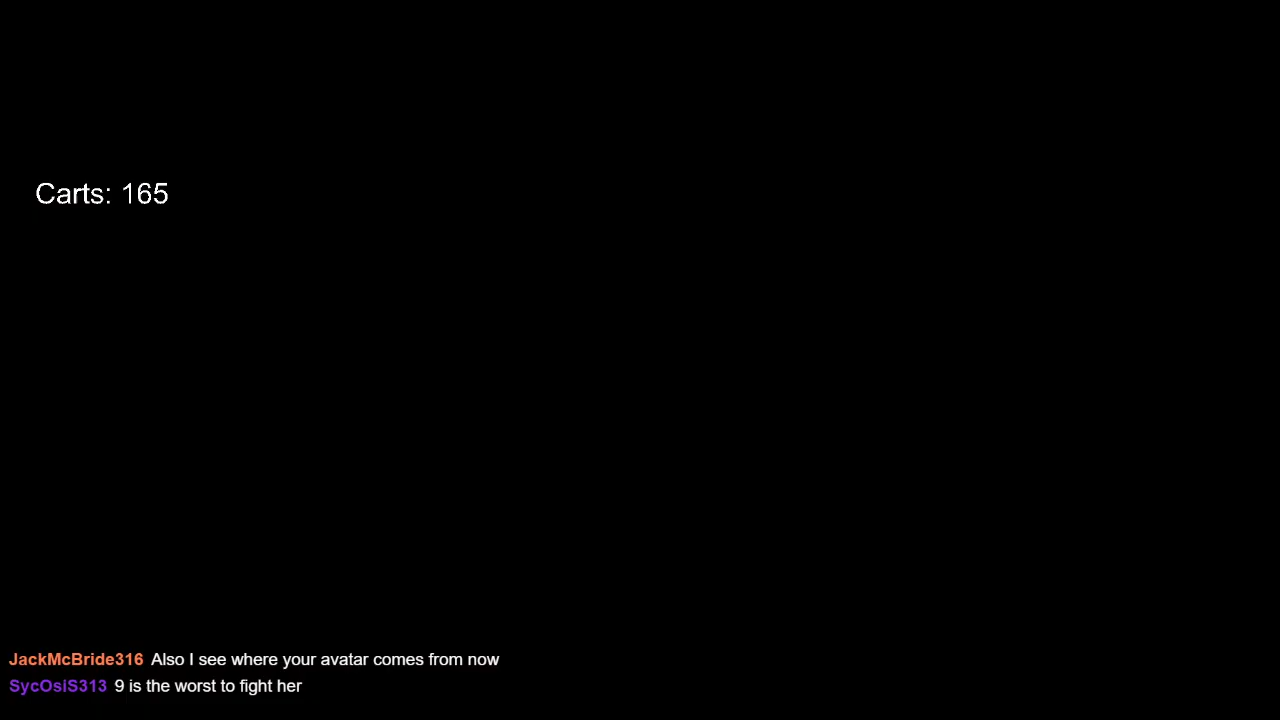 Carts: 165
JackMcBride316 Also I see where your avatar comes from now
SycOsiS313 9 is the worst to fight her